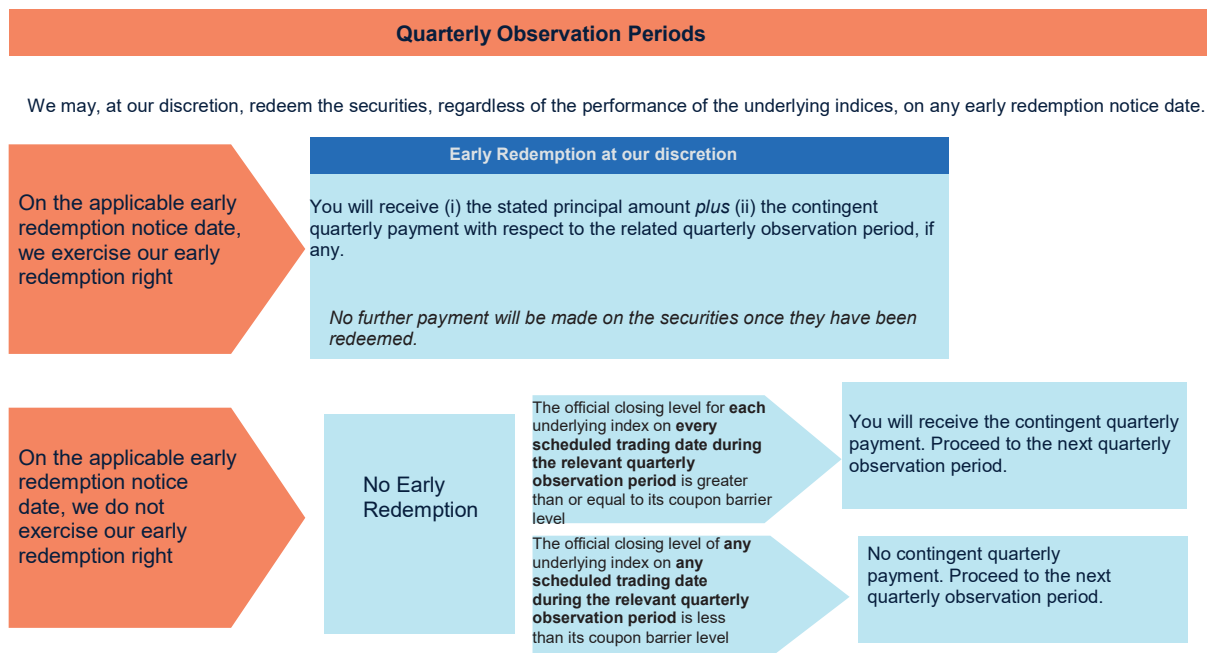 Quarterly Observation Periods
We may, at our discretion, redeem the securities, regardless of the performance of the underlying indices, on any early redemption notice date.
On the applicable early
redemption notice date,
we exercise our early
redemption right
Early Redemption at our discretion
You will receive (i) the stated principal amount plus (ii) the contingent
quarterly payment with respect to the related quarterly observation period, if
any.
No further payment will be made on the securities once they have been
redeemed.
On the applicable early
redemption notice
date, we do not
exercise our early
redemption right
No Early
Redemption
The official closing level for each
underlying index on every
scheduled trading date during
the relevant quarterly
observation period is greater
than or equal to its coupon barrier
level
You will receive the contingent quarterly
payment. Proceed to the next quarterly
observation period.
The official closing level of any
underlying index on any
scheduled trading date
during the relevant quarterly
observation period is less
than its coupon barrier level
No contingent quarterly
payment. Proceed to the next
quarterly observation period.